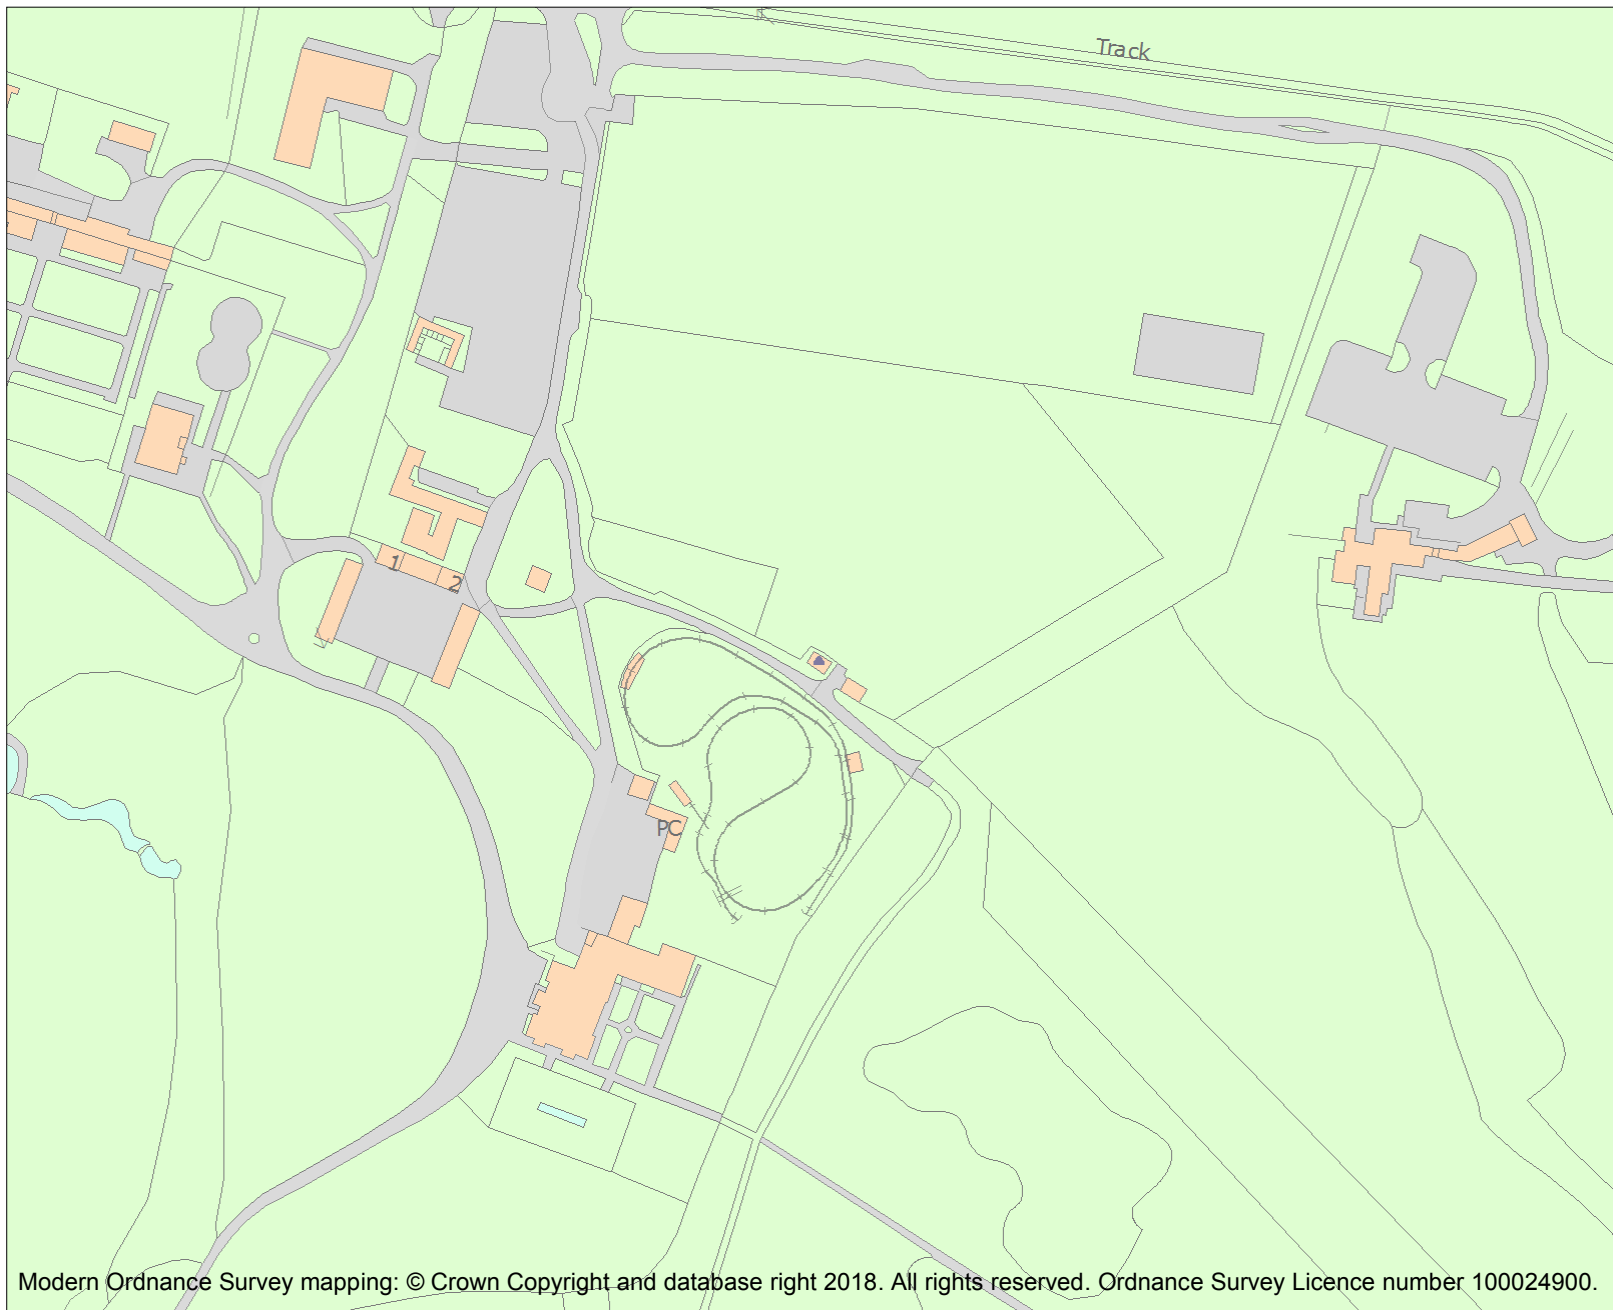 Track
1
2
PC
Modern Ordnance Survey mapping: © Crown Copyright and database right 2018. All rights reserved. Ordnance Survey Licence number 100024900.